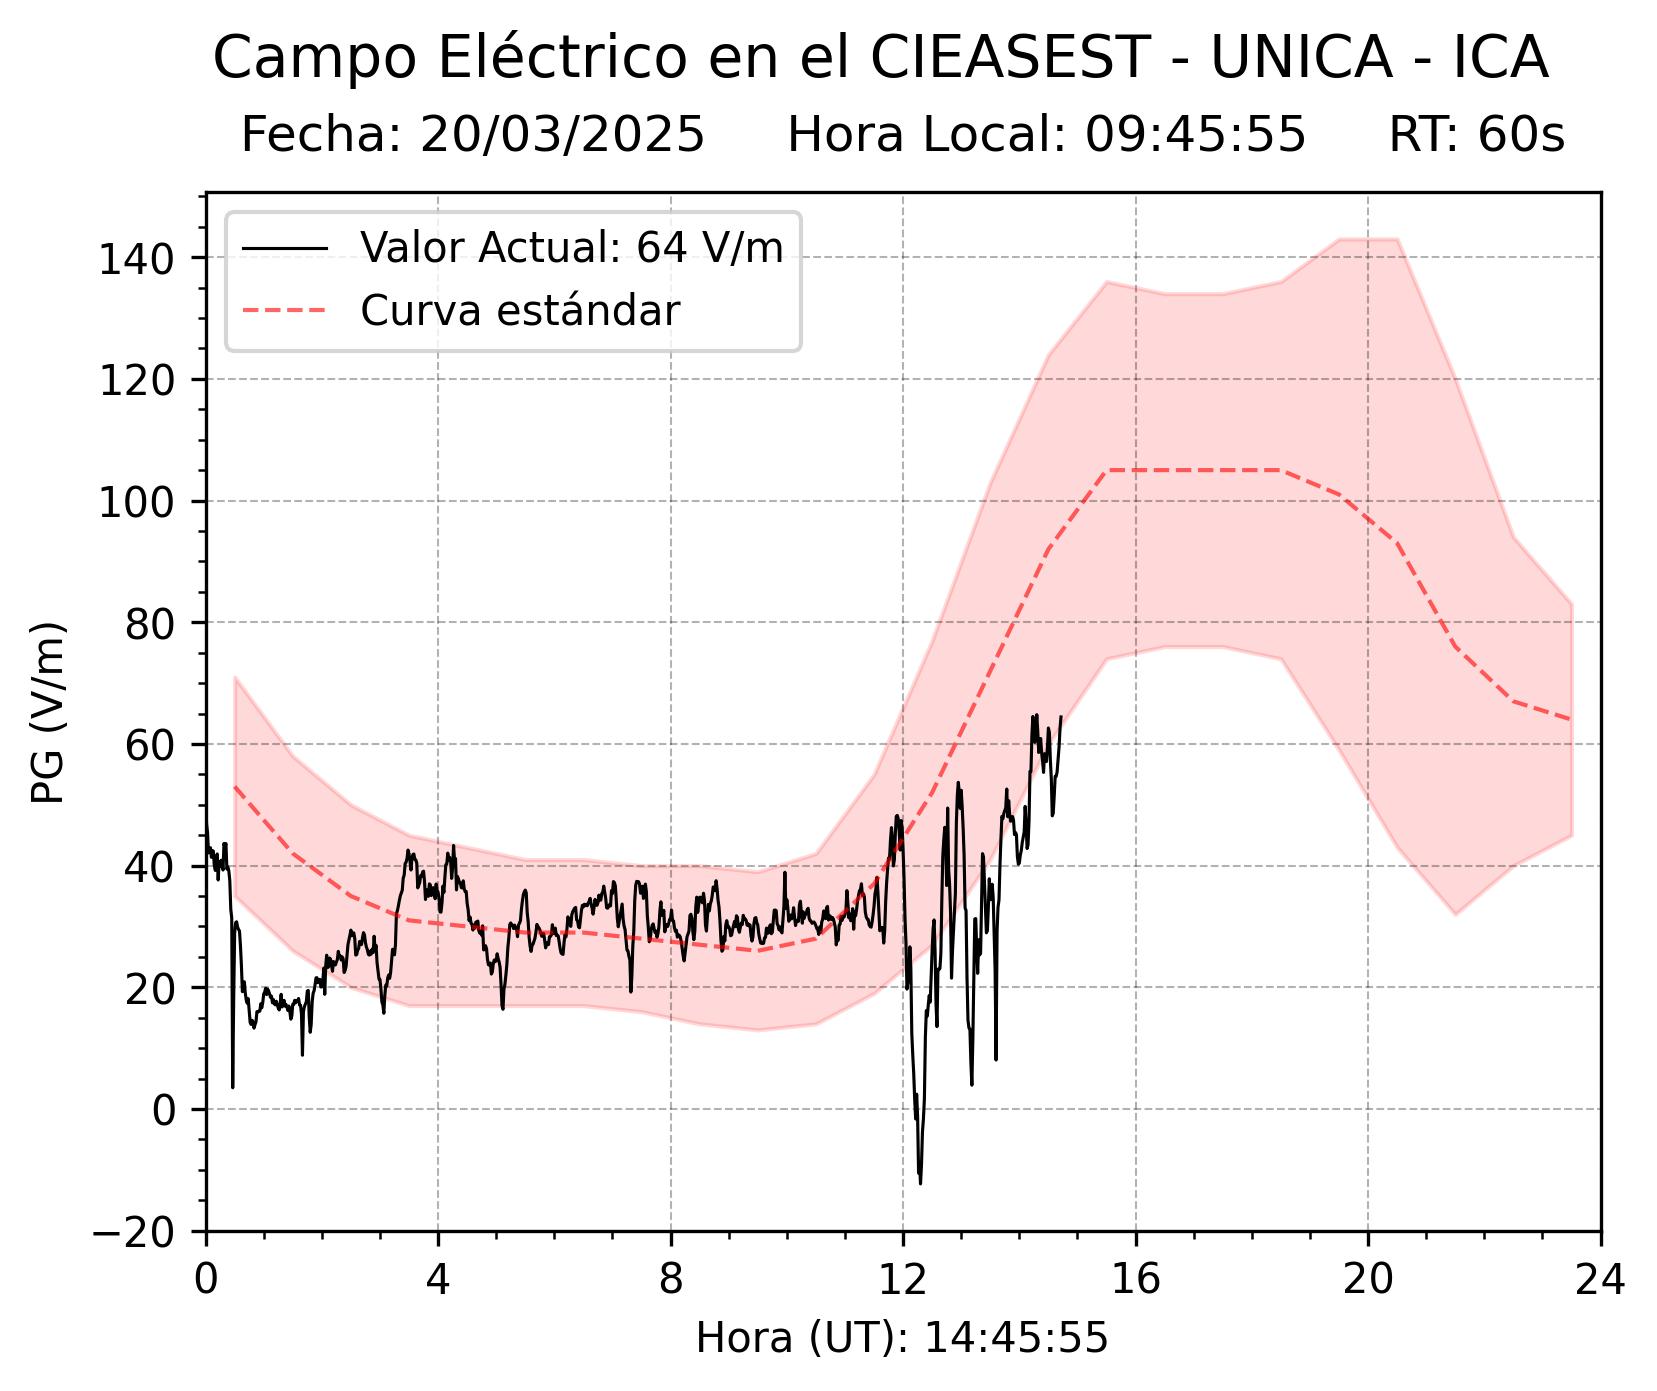 Campo Eléctrico en el CIEASEST - UNICA - ICA
Fecha: 20/03/2025 Hora Local: 09:45:55 RT: 60s
Valor Actual: 64 V/m
Curva estándar
140
120
100
80
60
40
20
0
−20
PG (V/m)
0 4 8 12 16 20 24
Hora (UT): 14:45:55